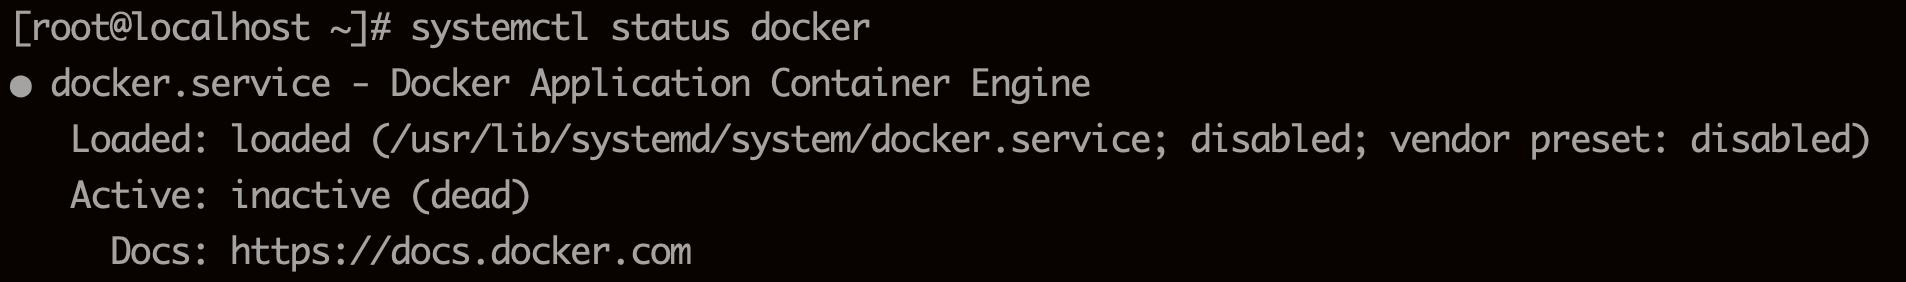 [root@localhost ~]# systemctl status docker
● docker.service - Docker Application Container Engine
   Loaded: loaded (/usr/lib/systemd/system/docker.service; disabled; vendor preset: disabled)
   Active: inactive (dead)
     Docs: https://docs.docker.com